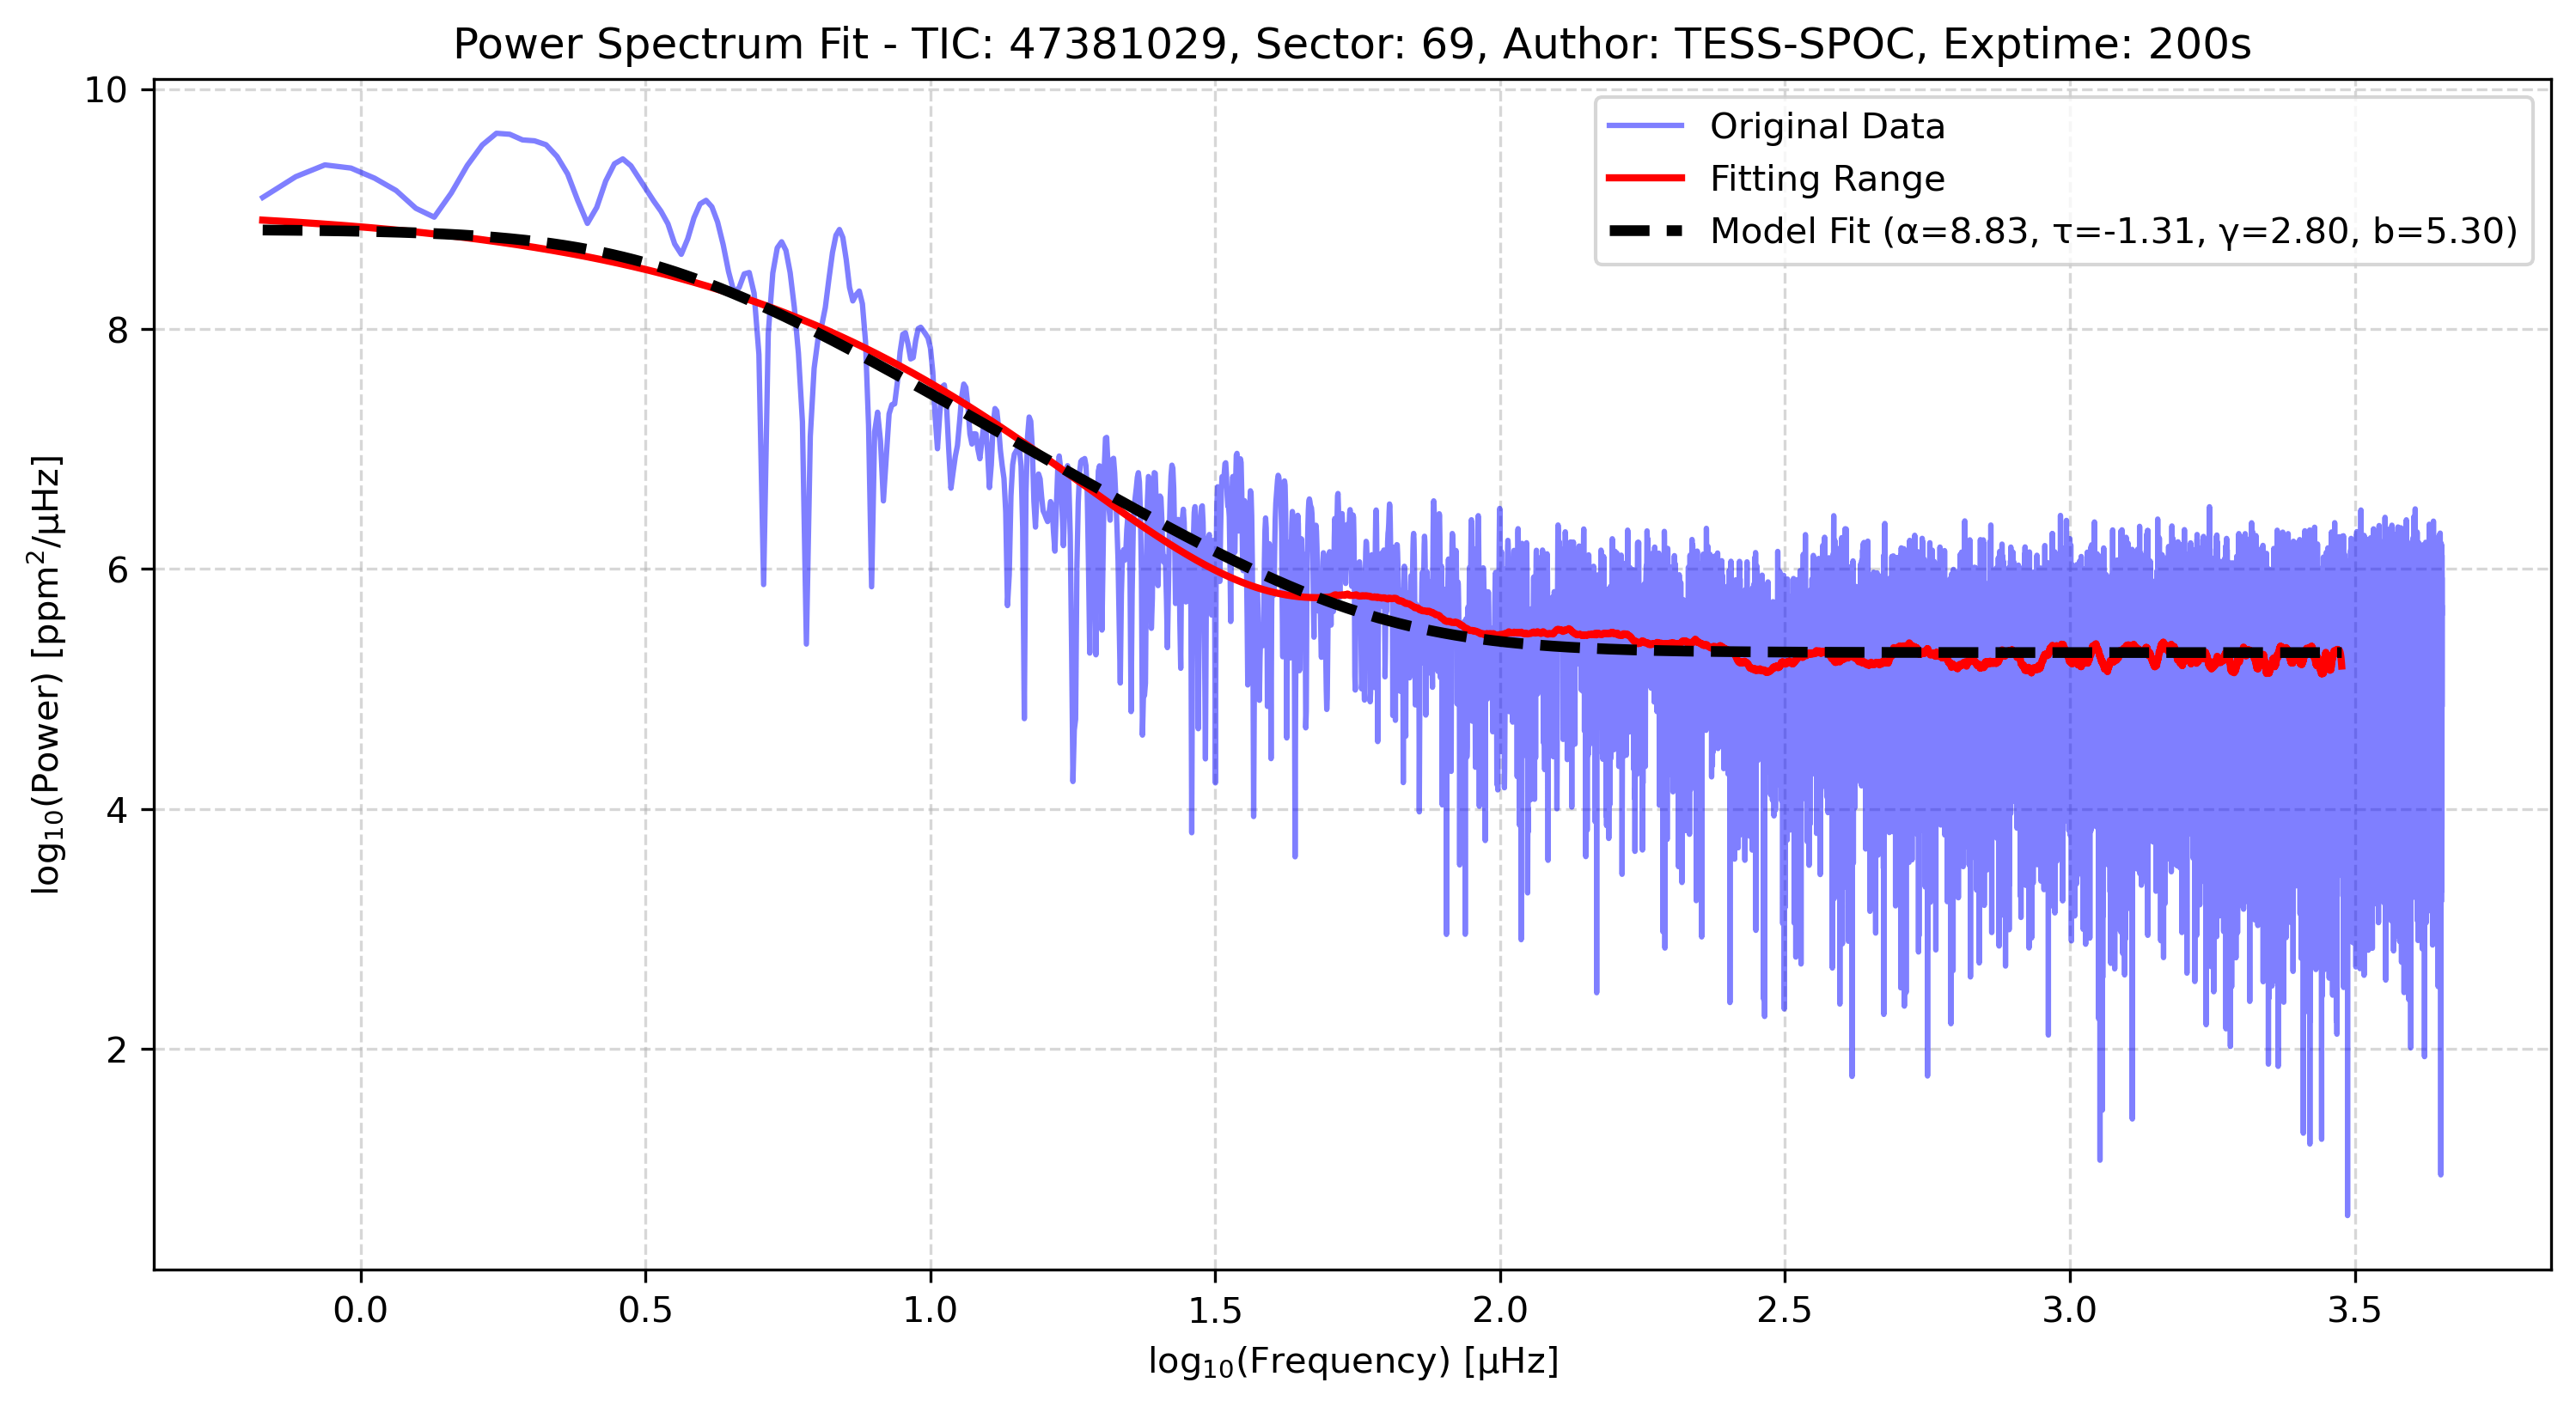 Power Spectrum Fit - TIC: 47381029, Sector: 69, Author: TESS-SPOC, Exptime: 200s
Original Data
Fitting Range
Model Fit (α=8.83, τ=-1.31, γ=2.80, b=5.30)
log₁₀(Power) [ppm²/μHz]
10
8
6
4
2
0.0 0.5 1.0 1.5 2.0 2.5 3.0 3.5
log₁₀(Frequency) [μHz]